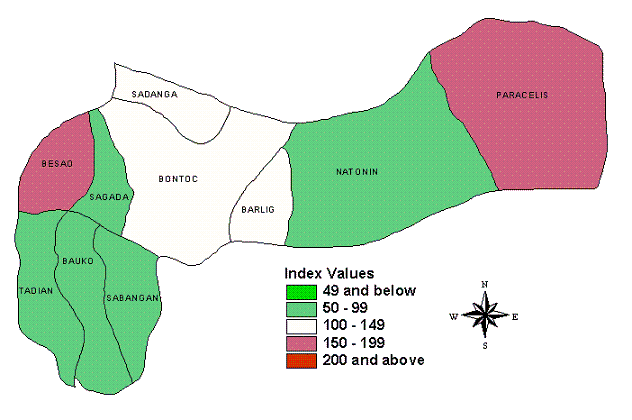 SADANGA
PARACELIS
BESAO
BONTOC
NATONIN
SAGADA
BARLIG
BAUKO
TADIAN
SABANGAN
Index Values
49 and below
50 - 99
100 - 149
150 - 199
200 and above
N
W E
S